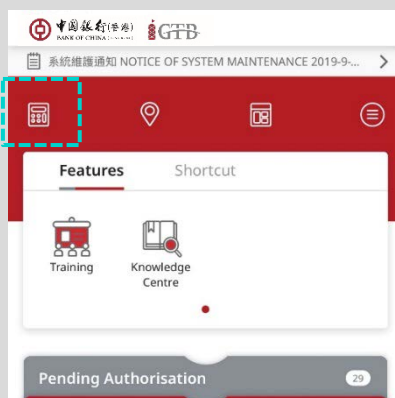 中國銀行(香港) iGTB
BANK OF CHINA (HONG KONG)
系統維護通知 NOTICE OF SYSTEM MAINTENANCE 2019-9-...
Features Shortcut
Training Knowledge
Centre
Pending Authorisation 29